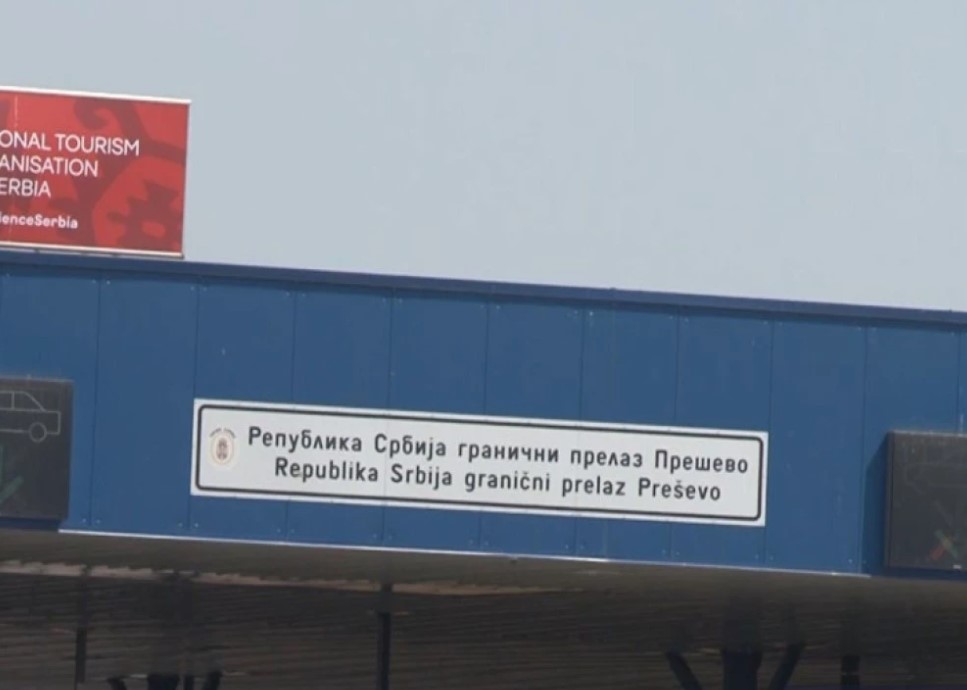 ONAL TOURISM
ANISATION
ERBIA
ienceSerbia
Република Србија гранични прелаз Прешево
Republika Srbija granični prelaz Preševo